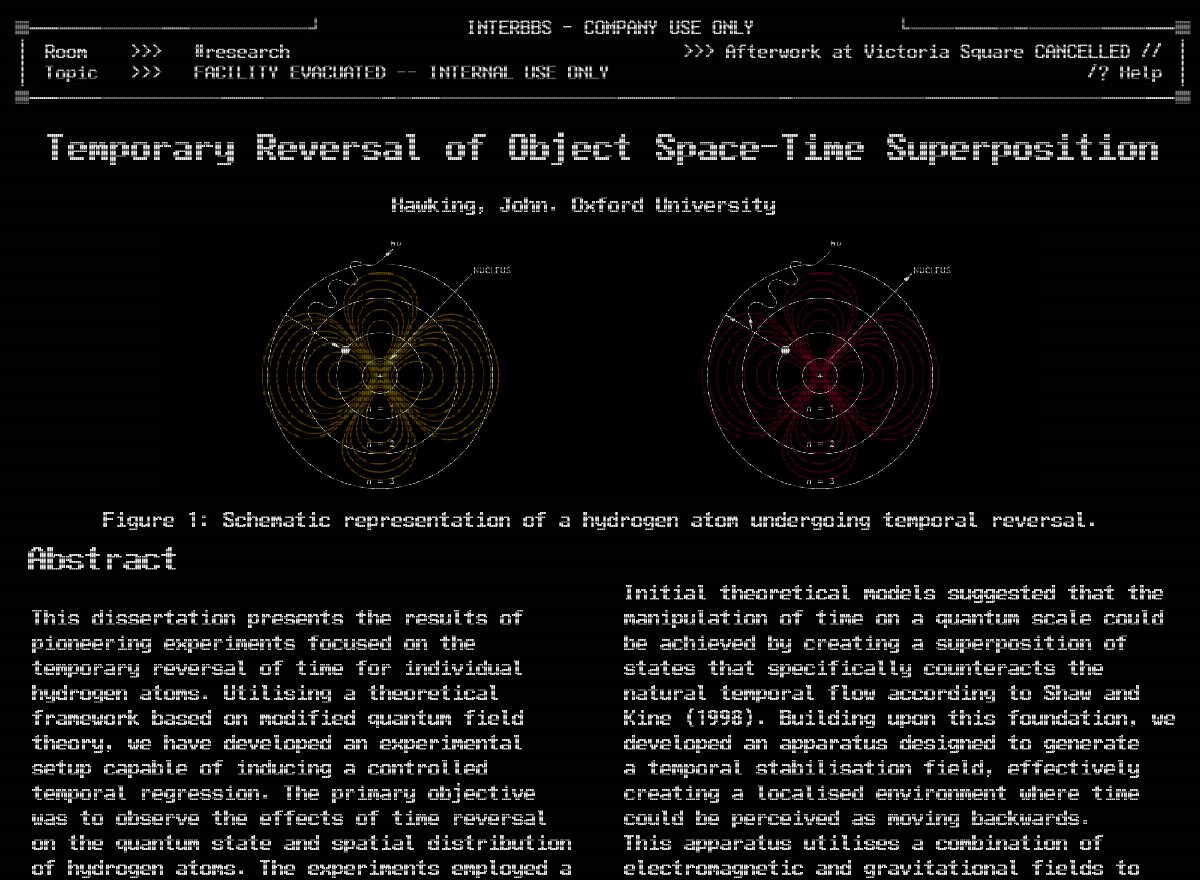 INTERBBS - COMPANY USE ONLY
Room >>> #research
>>> Afterwork at Victoria Square CANCELLED //
Topic >>> FACILITY EVACUATED -- INTERNAL USE ONLY
/? Help
Temporary Reversal of Object Space-Time Superposition
Hawking, John. Oxford University
hu
NUCLEUS
n = 1
n = 2
n = 3
hu
NUCLEUS
n = 1
n = 2
n = 3
Figure 1: Schematic representation of a hydrogen atom undergoing temporal reversal.
Abstract
This dissertation presents the results of
pioneering experiments focused on the
temporary reversal of time for individual
hydrogen atoms. Utilising a theoretical
framework based on modified quantum field
theory, we have developed an experimental
setup capable of inducing a controlled
temporal regression. The primary objective
was to observe the effects of time reversal
on the quantum state and spatial distribution
of hydrogen atoms. The experiments employed a
Initial theoretical models suggested that the
manipulation of time on a quantum scale could
be achieved by creating a superposition of
states that specifically counteracts the
natural temporal flow according to Shaw and
Kine (1998). Building upon this foundation, we
developed an apparatus designed to generate
a temporal stabilisation field, effectively
creating a localised environment where time
could be perceived as moving backwards.
This apparatus utilises a combination of
electromagnetic and gravitational fields to